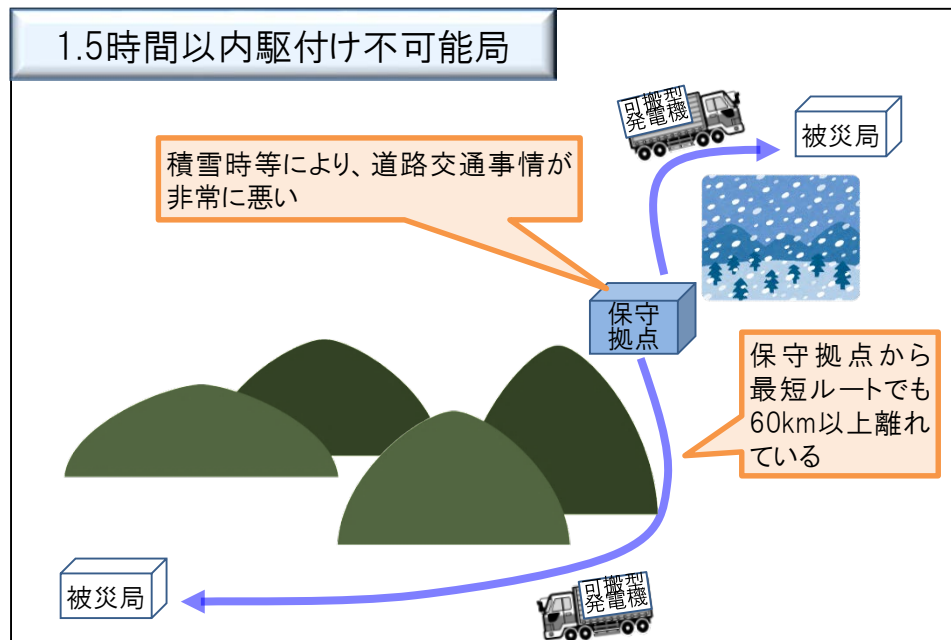 1.5時間以内駆付け不可能局
可搬型
発電機
被災局
積雪時等により、道路交通事情が
非常に悪い
保守
拠点
保守拠点から
最短ルートでも
60km以上離れ
ている
被災局
可搬型
発電機